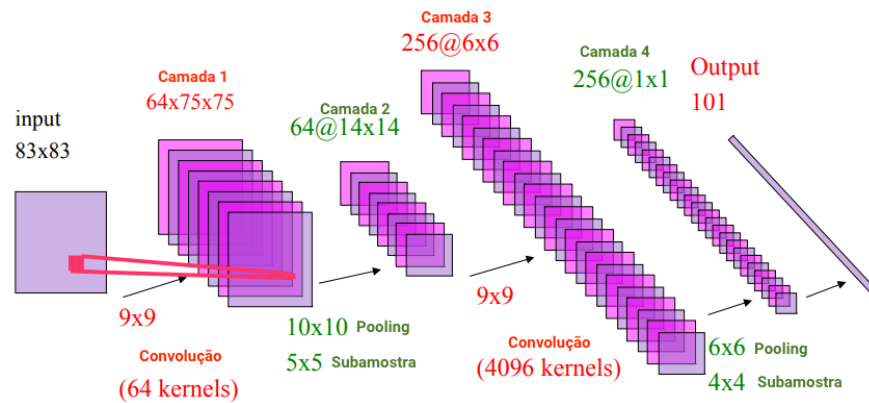 input
83x83
Camada 1
64x75x75
Camada 2
64@14x14
Camada 3
256@6x6
Camada 4
256@1x1
Output
101
9x9
Convolução
(64 kernels)
10x10 Pooling
5x5 Subamostra
9x9
Convolução
(4096 kernels)
6x6 Pooling
4x4 Subamostra